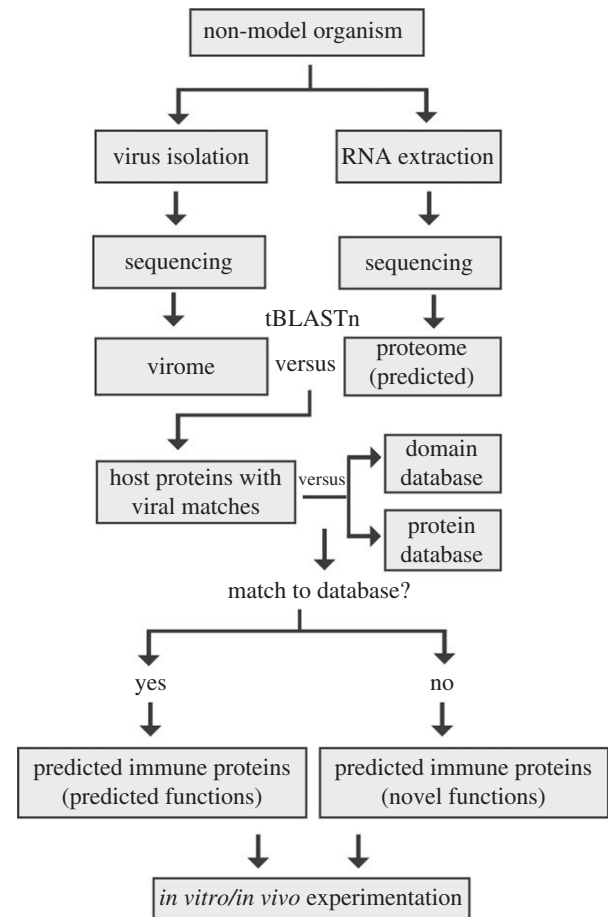 non-model organism
virus isolation
RNA extraction
sequencing
sequencing
tBLASTn
virome
versus
proteome
(predicted)
host proteins with
viral matches
versus
domain
database
protein
database
match to database?
yes
no
predicted immune proteins
(predicted functions)
predicted immune proteins
(novel functions)
in vitro/in vivo experimentation